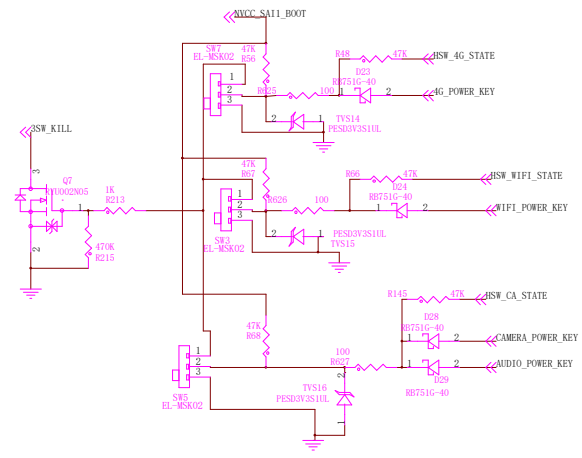 NVCC_SAI1_BOOT
SW7
EL-MSK02
47K
R56
R48
47K
HSW_4G_STATE
1
2
3
R625
100
D23
RB751G-40
1
2
4G_POWER_KEY
2
1
TVS14
PESD3V3S1UL
3SW_KILL
3
Q7
YU002N05
1
1K
R213
2
470K
R215
47K
R67
R66
47K
HSW_WIFI_STATE
1
2
3
R626
100
D24
RB751G-40
1
2
WIFI_POWER_KEY
SW3
EL-MSK02
2
1
PESD3V3S1UL
TVS15
R145
47K
HSW_CA_STATE
47K
R68
D28
RB751G-40
1
2
CAMERA_POWER_KEY
1
2
3
100
R627
1
2
AUDIO_POWER_KEY
D29
RB751G-40
SW5
EL-MSK02
TVS16
PESD3V3S1UL
2
1